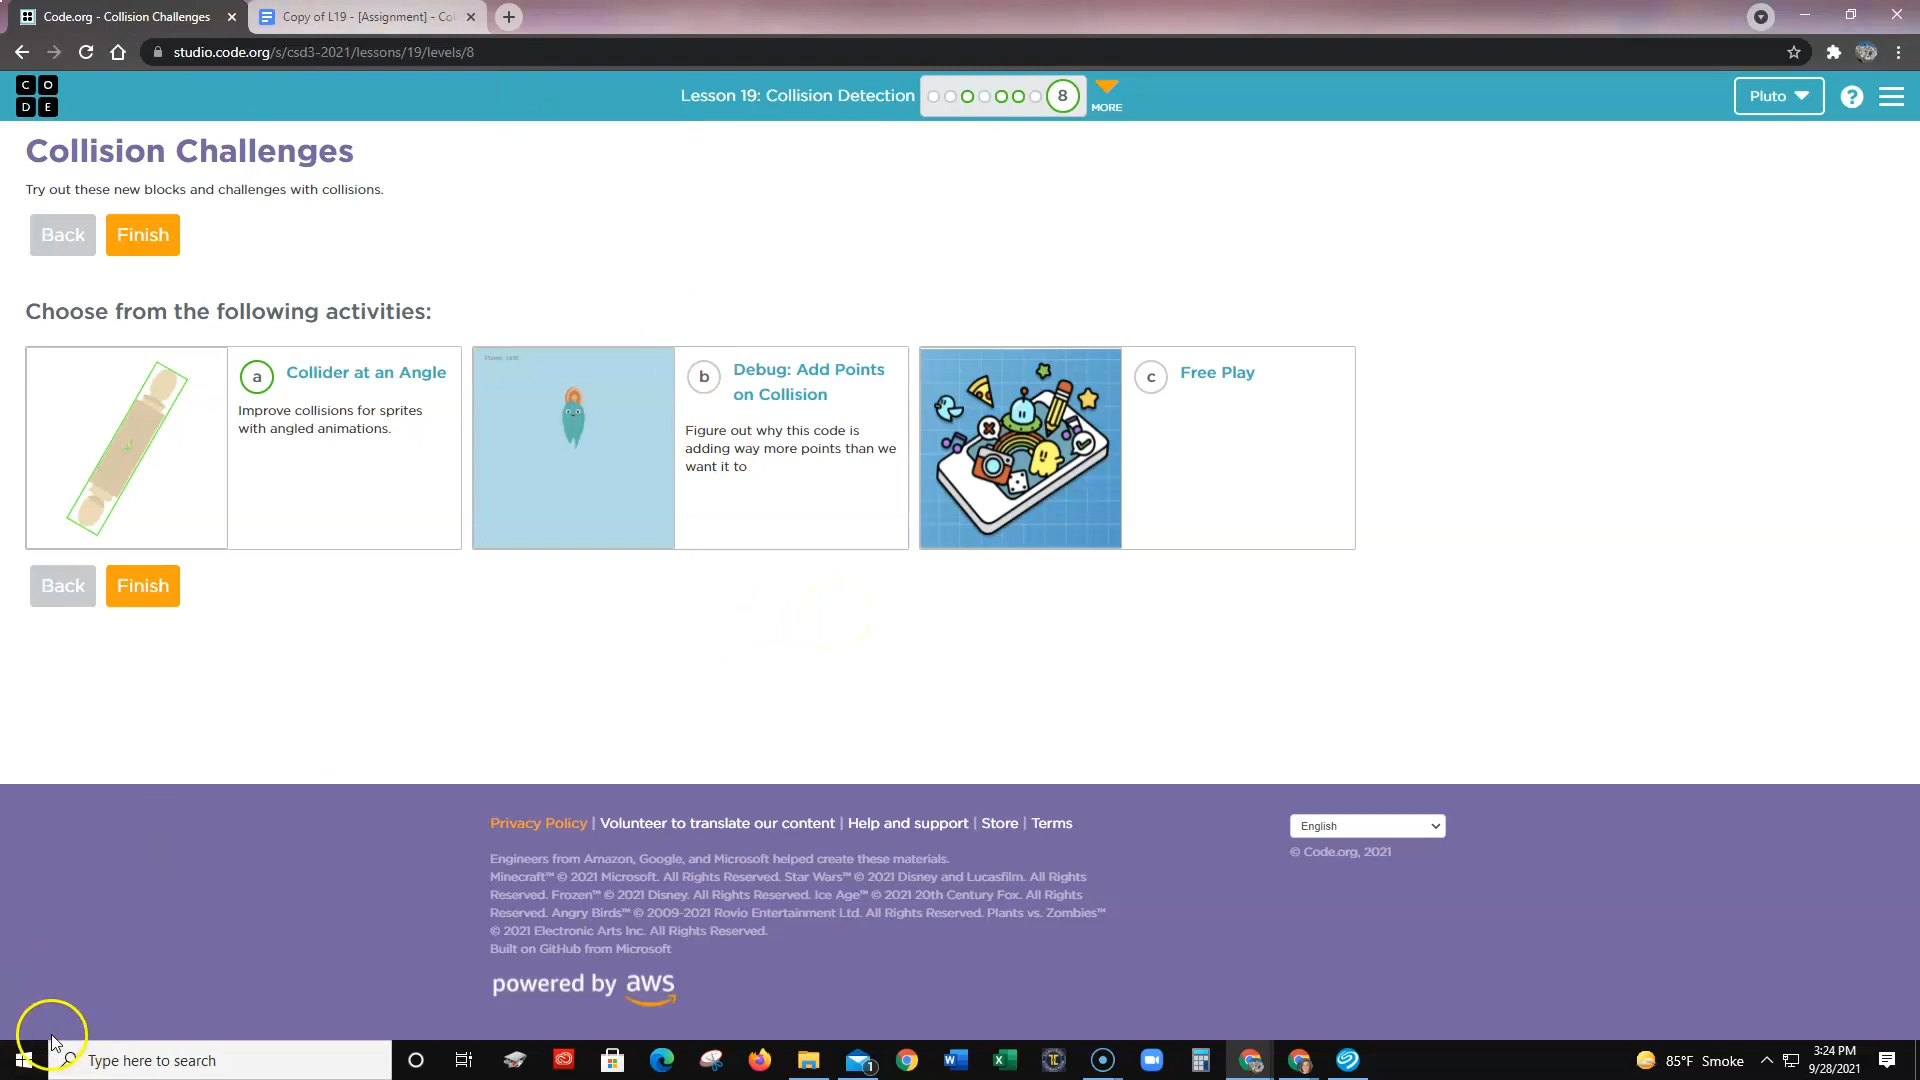 Code.org - Collision Challenges
Copy of L19 - [Assignment] - Co
studio.code.org/s/csd3-2021/lessons/19/levels/8
C O
D E
Lesson 19: Collision Detection
8
MORE
Pluto
?
Collision Challenges
Try out these new blocks and challenges with collisions.
Back
Finish
Choose from the following activities:
a
Collider at an Angle
Improve collisions for sprites
with angled animations.
b
Debug: Add Points
on Collision
Figure out why this code is
adding way more points than we
want it to
c
Free Play
Back
Finish
Privacy Policy | Volunteer to translate our content | Help and support | Store | Terms
English
© Code.org, 2021
Engineers from Amazon, Google, and Microsoft helped create these materials.
Minecraft™ © 2021 Microsoft. All Rights Reserved. Star Wars™ © 2021 Disney and Lucasfilm. All Rights
Reserved. Frozen™ © 2021 Disney. All Rights Reserved. Ice Age™ © 2021 20th Century Fox. All Rights
Reserved. Angry Birds™ © 2009-2021 Rovio Entertainment Ltd. All Rights Reserved. Plants vs. Zombies™
© 2021 Electronic Arts Inc. All Rights Reserved.
Built on GitHub from Microsoft
powered by aws
Type here to search
1
85°F Smoke
3:24 PM
9/28/2021